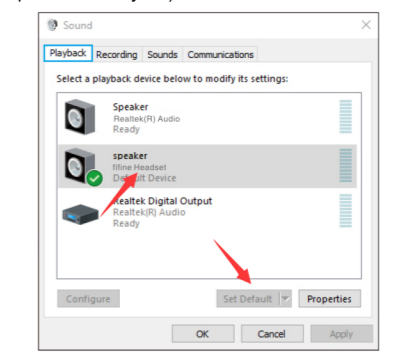 Sound
Playback Recording Sounds Communications
Select a playback device below to modify its settings:
Speaker
Realtek(R) Audio
Ready
speaker
fifine Headset
Default Device
Realtek Digital Output
Realtek(R) Audio
Ready
Configure Set Default Properties
OK Cancel Apply